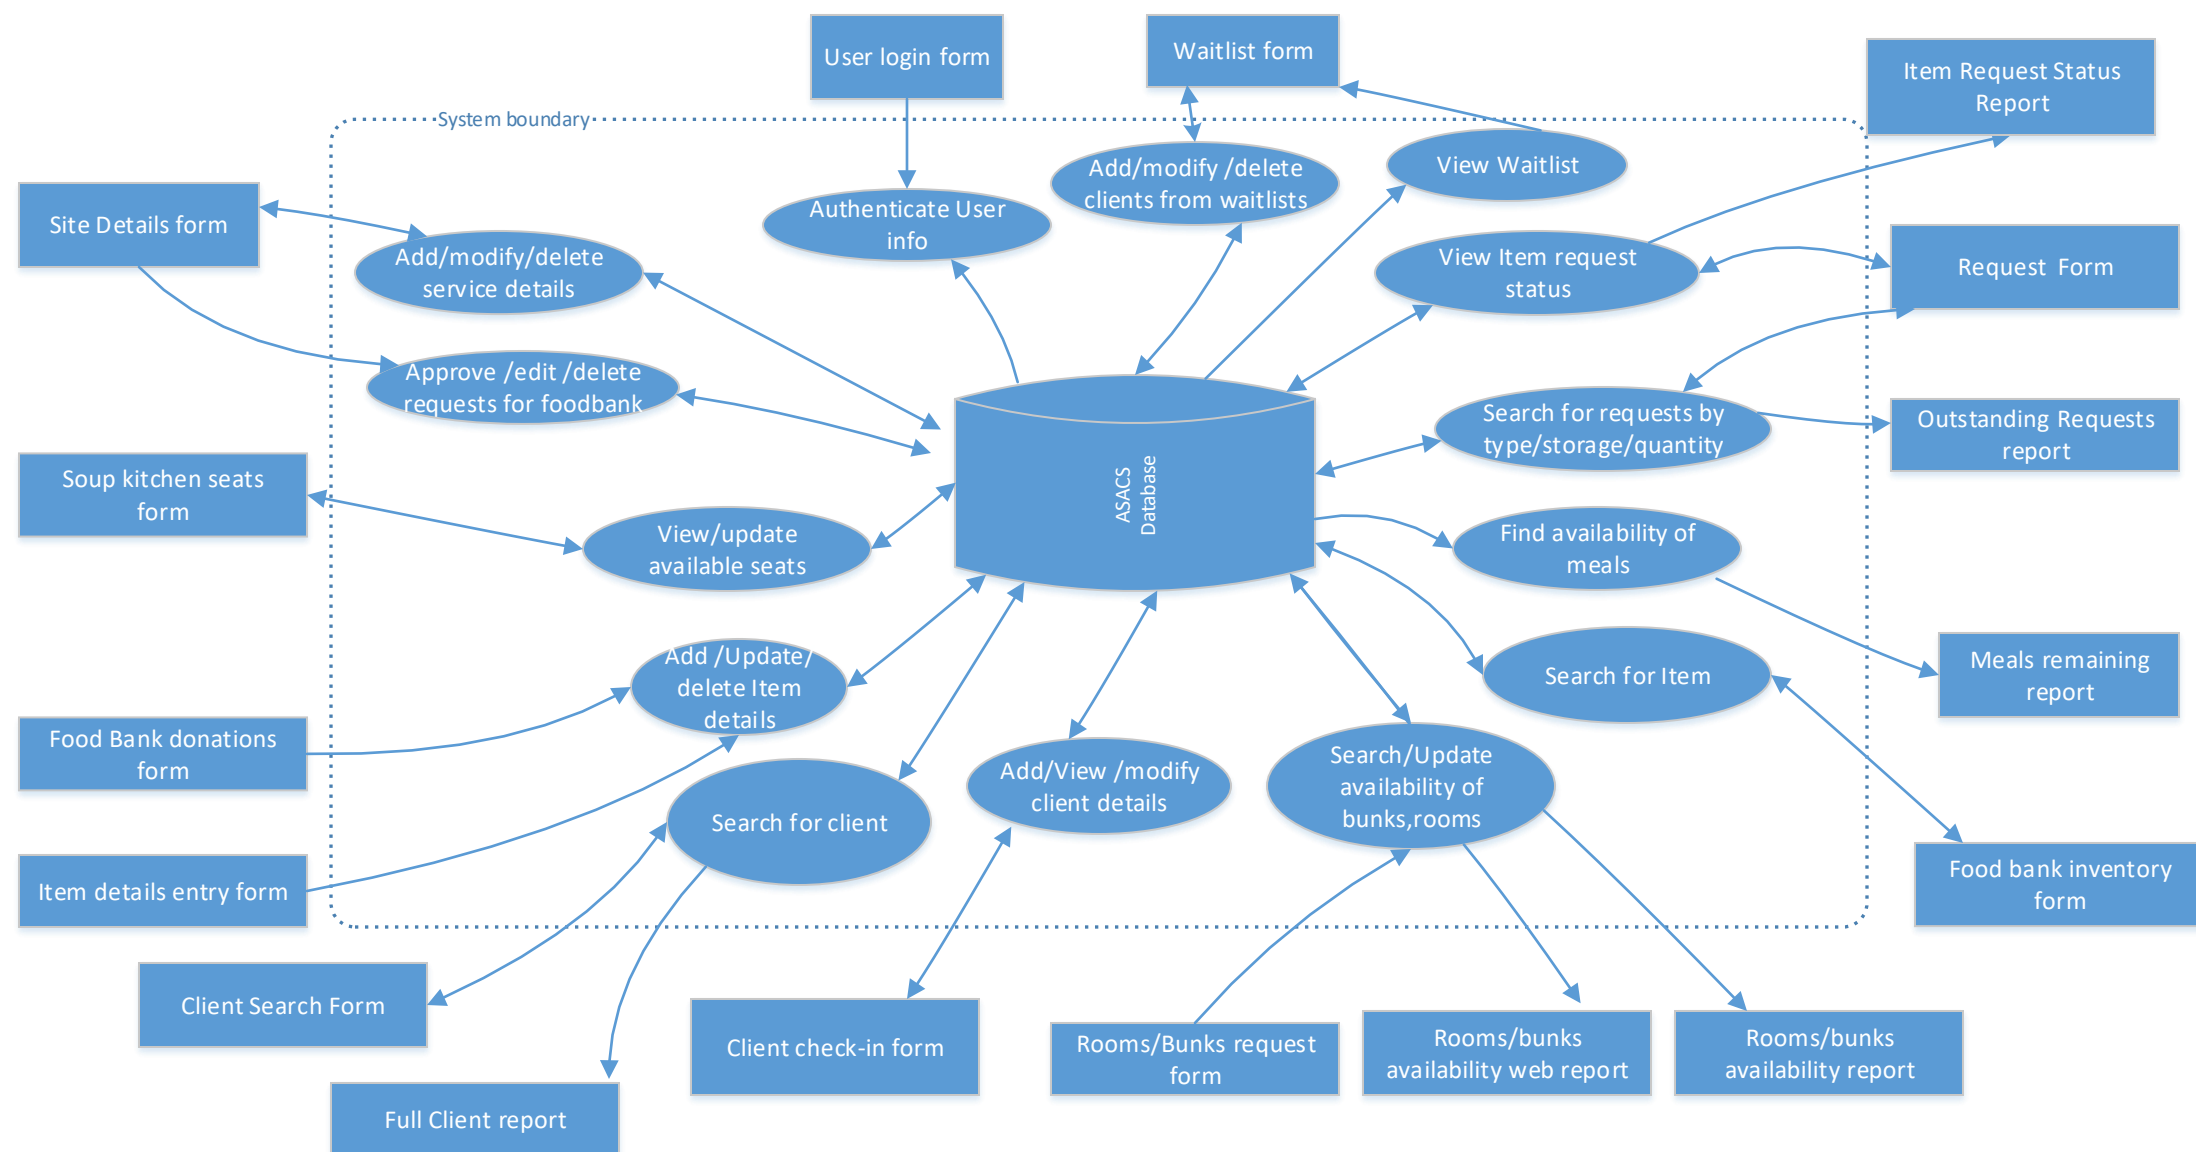 User login form
Waitlist form
Item Request Status
Report
System boundary
View Waitlist
Add/modify /delete
clients from waitlists
Site Details form
Authenticate User
info
Add/modify/delete
service details
View Item request
status
Request Form
Approve /edit /delete
requests for foodbank
Search for requests by
type/storage/quantity
Outstanding Requests
report
Soup kitchen seats
form
ASACS
Database
View/update
available seats
Find availability of
meals
Add /Update/
delete Item
details
Search for Item
Meals remaining
report
Food Bank donations
form
Add/View /modify
client details
Search/Update
availability of
bunks,rooms
Search for client
Item details entry form
Food bank inventory
form
Client Search Form
Client check-in form
Rooms/Bunks request
form
Rooms/bunks
availability web report
Rooms/bunks
availability report
Full Client report